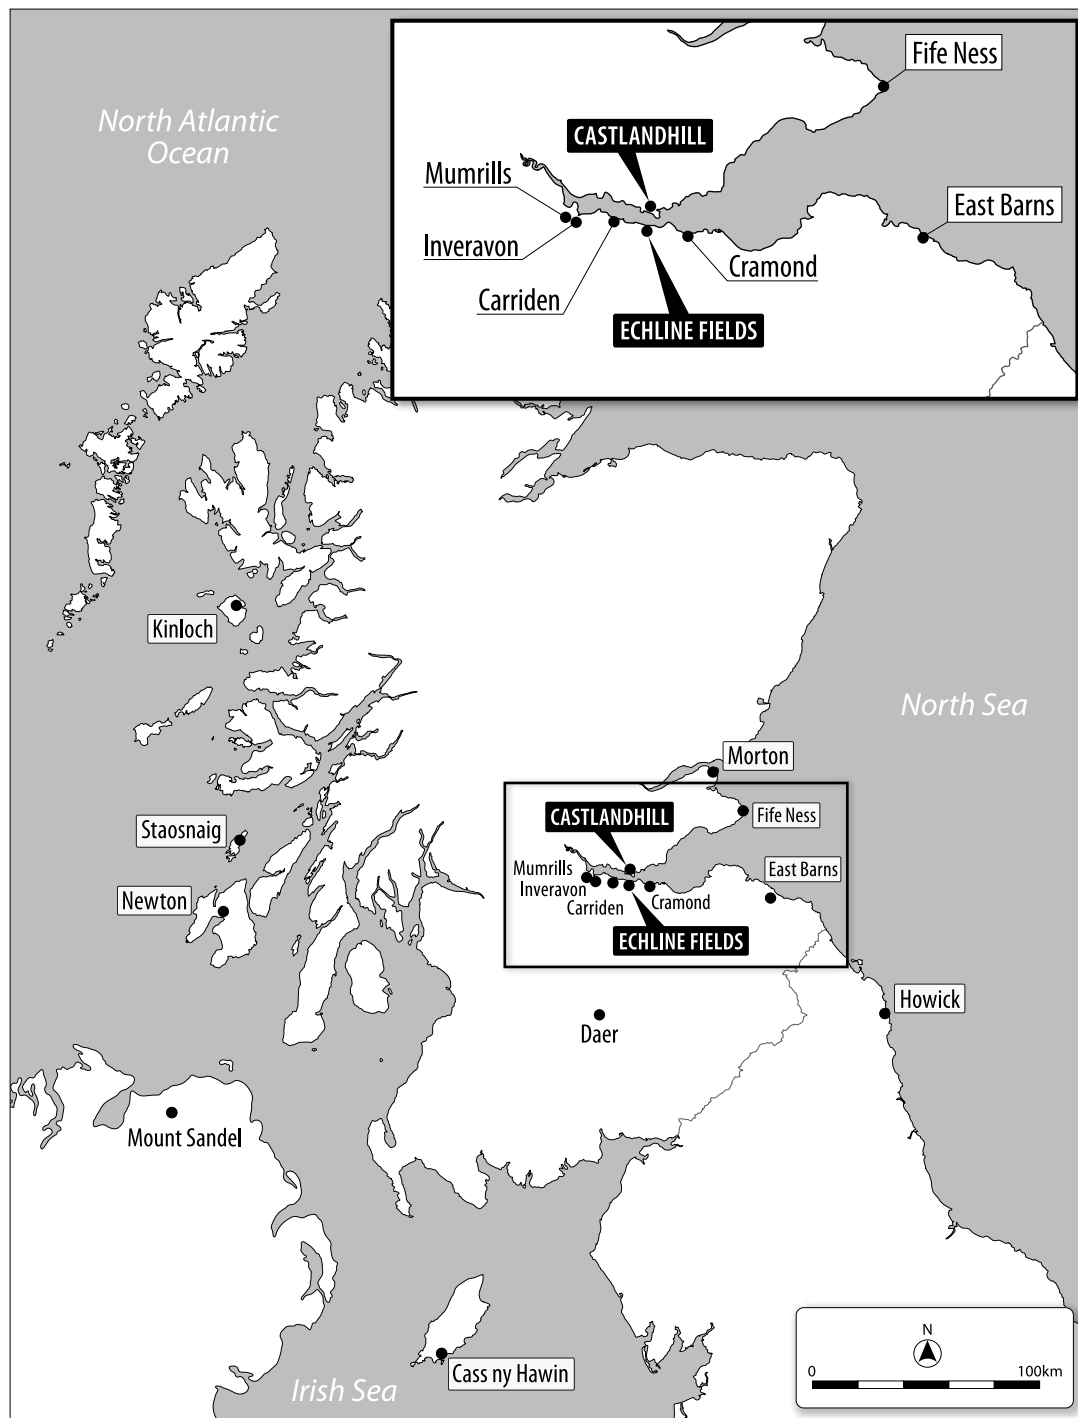 North Atlantic
Ocean
Fife Ness
CASTLANDHILL
Mumrills
East Barns
Inveravon
Cramond
Carriden
ECHLINE FIELDS
Kinloch
North Sea
Morton
CASTLANDHILL
Fife Ness
Staosnaig
Mumrills
East Barns
Inveravon
Newton
Cramond
Carriden
ECHLINE FIELDS
Howick
Daer
Mount Sandel
N
0 100km
Cass ny Hawin
Irish Sea